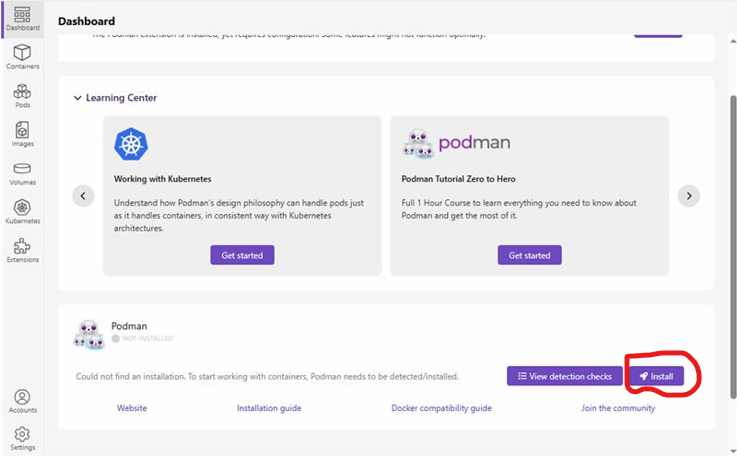 Dashboard
Dashboard
The Podman extension is installed, yet requires configuration. Some features might not function optimally.
Containers
Pods
Images
Volumes
Kubernetes
Extensions
Accounts
Settings
Learning Center
Working with Kubernetes
Understand how Podman's design philosophy can handle pods just
as it handles containers, in consistent way with Kubernetes
architectures.
Get started
podman
Podman Tutorial Zero to Hero
Full 1 Hour Course to learn everything you need to know about
Podman and get the most of it.
Get started
Podman
NOT-INSTALLED
Could not find an installation. To start working with containers, Podman needs to be detected/installed.
View detection checks
Install
Website
Installation guide
Docker compatibility guide
Join the community